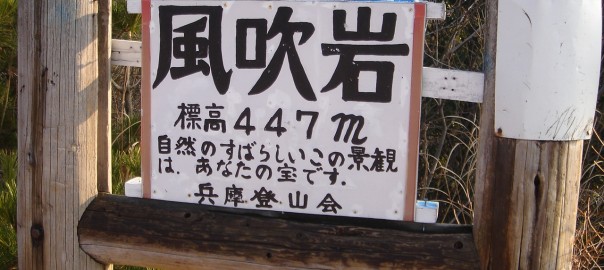 風吹岩
標高447m
自然のすばらしいこの景観
は、あなたの宝です.
兵庫登山会